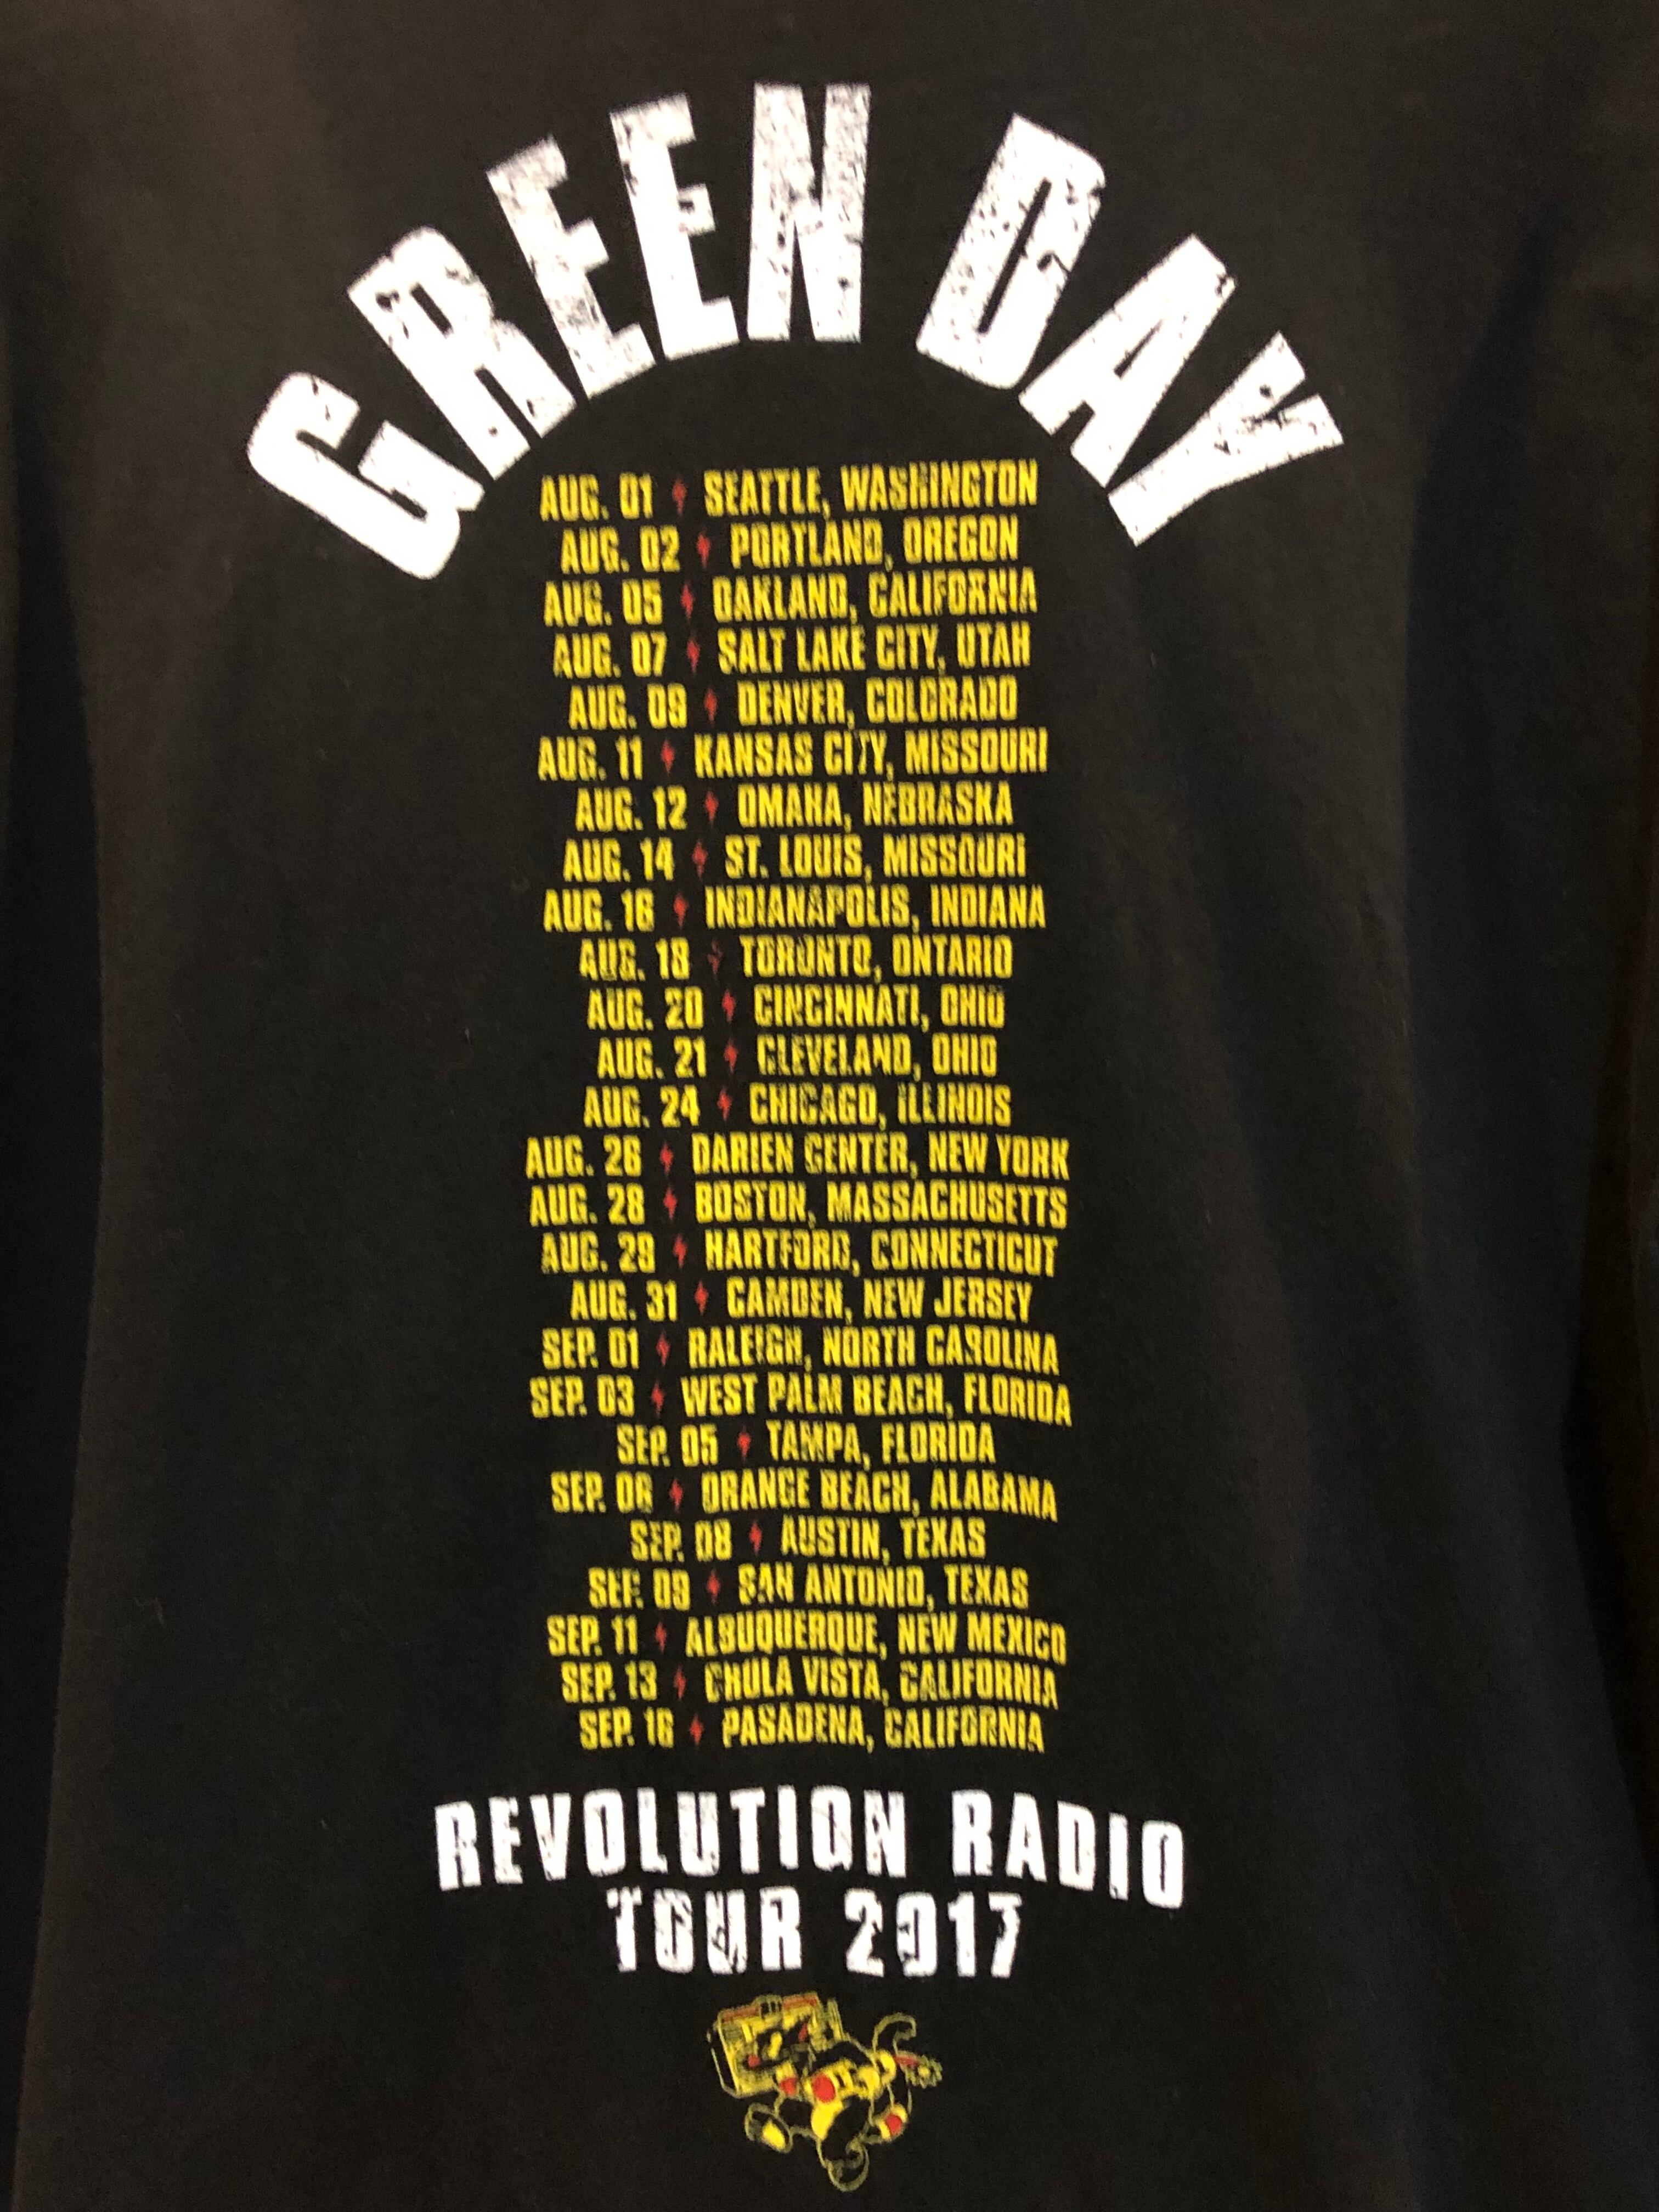 GREEN DAY
AUG. 01 SEATTLE, WASHINGTON
AUG. 02 PORTLAND, OREGON
AUG. 05 OAKLAND, CALIFORNIA
AUG. 07 SALT LAKE CITY, UTAH
AUG. 09 DENVER, COLORADO
AUG. 11 KANSAS CITY, MISSOURI
AUG. 12 OMAHA, NEBRASKA
AUG. 14 ST. LOUIS, MISSOURI
AUG. 16 INDIANAPOLIS, INDIANA
AUG. 18 TORONTO, ONTARIO
AUG. 20 CINCINNATI, OHIO
AUG. 21 CLEVELAND, OHIO
AUG. 24 CHICAGO, ILLINOIS
AUG. 26 DARIEN CENTER, NEW YORK
AUG. 28 BOSTON, MASSACHUSETTS
AUG. 29 HARTFORD, CONNECTICUT
AUG. 31 CAMDEN, NEW JERSEY
SEP. 01 RALEIGH, NORTH CAROLINA
SEP. 03 WEST PALM BEACH, FLORIDA
SEP. 05 TAMPA, FLORIDA
SEP. 06 ORANGE BEACH, ALABAMA
SEP. 08 AUSTIN, TEXAS
SEP. 09 SAN ANTONIO, TEXAS
SEP. 11 ALBUQUERQUE, NEW MEXICO
SEP. 13 CHULA VISTA, CALIFORNIA
SEP. 16 PASADENA, CALIFORNIA
REVOLUTION RADIO
TOUR 2017